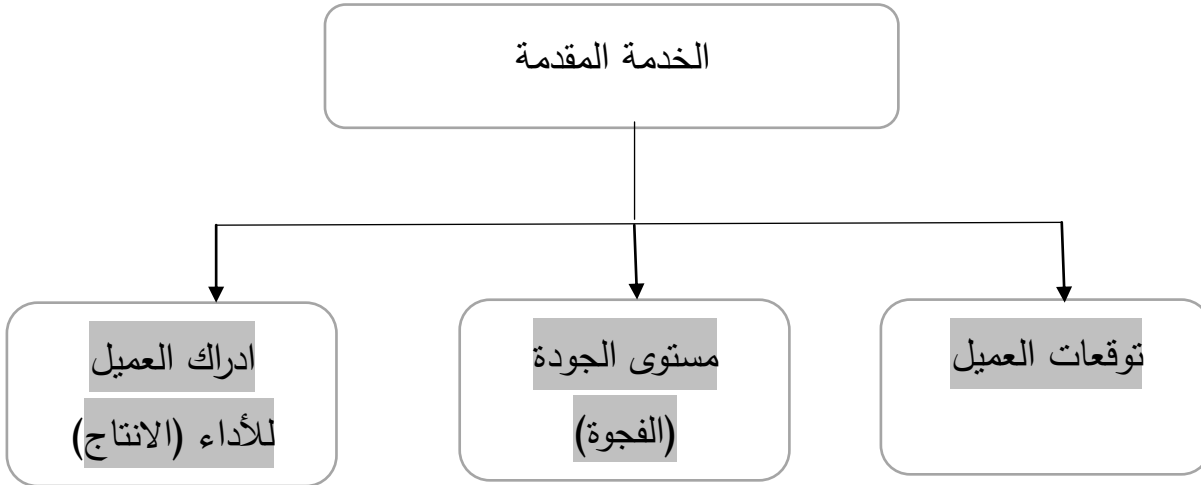 الخدمة المقدمة
توقعات العميل
مستوى الجودة
(الفجوة)
ادراك العميل
للأداء (الانتاج)